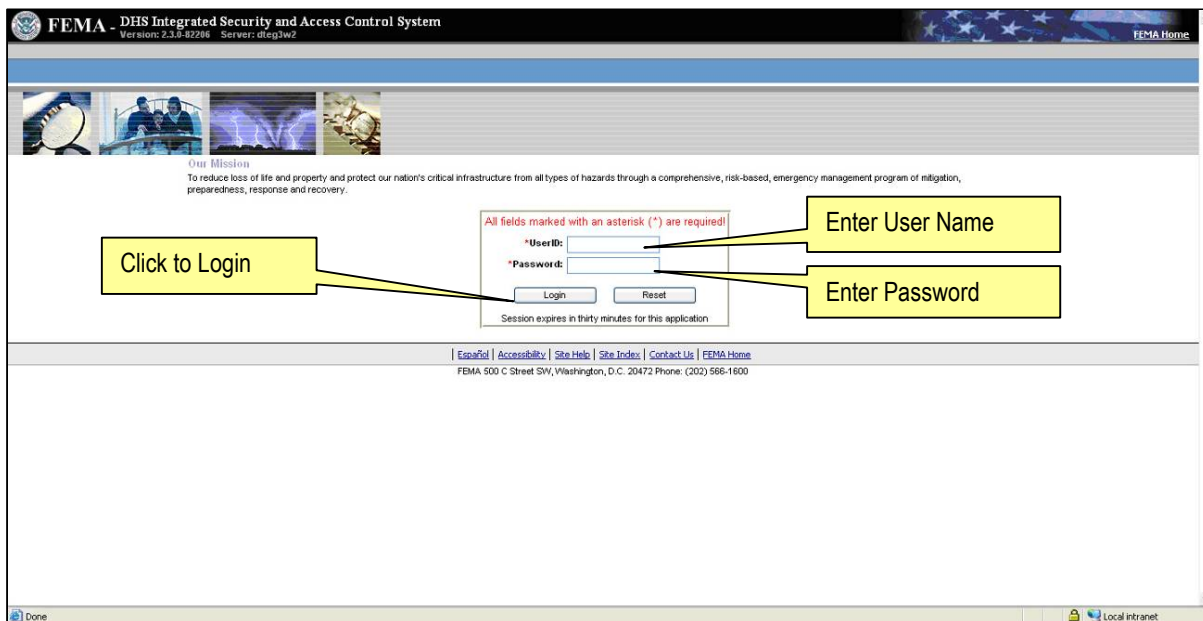 FEMA - DHS Integrated Security and Access Control System
Version: 2.3.0-82206 Server: dteg3w2
FEMA Home
Our Mission
To reduce loss of life and property and protect our nation's critical infrastructure from all types of hazards through a comprehensive, risk-based, emergency management program of mitigation,
preparedness, response and recovery.
All fields marked with an asterisk (*) are required!
*UserID:
Enter User Name
Click to Login
*Password:
Enter Password
Login Reset
Session expires in thirty minutes for this application
| Español | Accessibility | Site Help | Site Index | Contact Us | FEMA Home
FEMA 500 C Street SW, Washington, D.C. 20472 Phone: (202) 566-1600
Done Local intranet